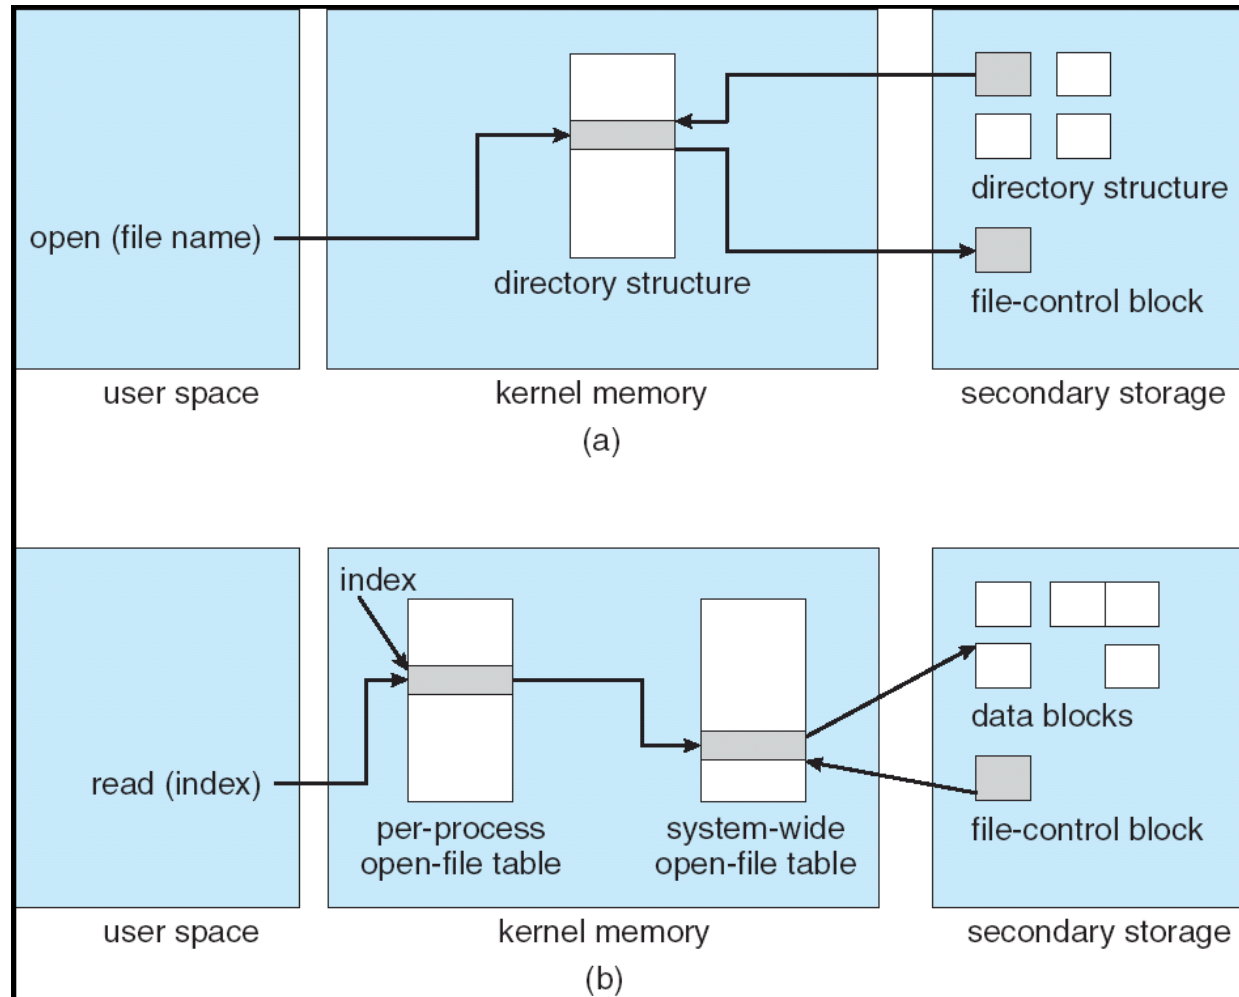 directory structure
open (file name)
directory structure
file-control block
user space
kernel memory
secondary storage
(a)
index
data blocks
read (index)
per-process
open-file table
system-wide
open-file table
file-control block
user space
kernel memory
secondary storage
(b)